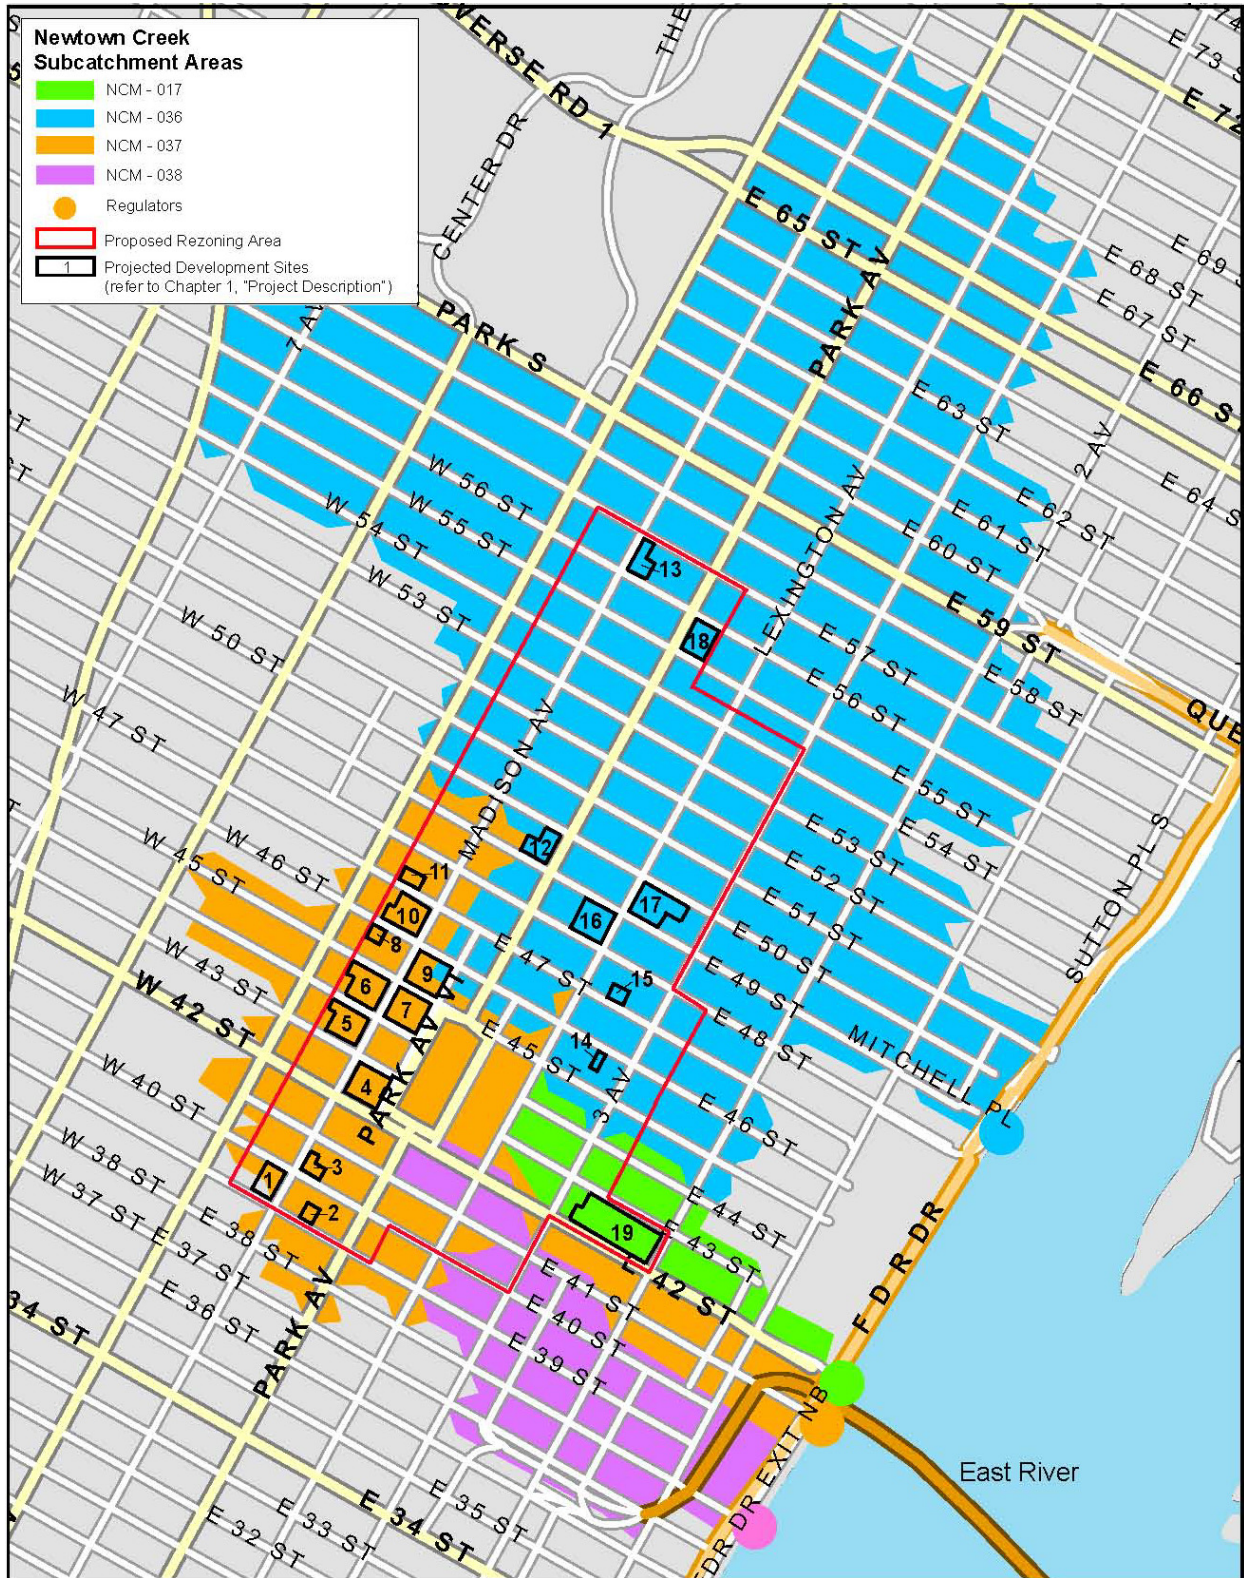 Newtown Creek
Subcatchment Areas
NCM - 017
NCM - 036
NCM - 037
NCM - 038
Regulators
Proposed Rezoning Area
1
Projected Development Sites
(refer to Chapter 1, "Project Description")
VERSE RD 1
THE
CENTER DR
E 73 S
E 72
E 65 ST
PARK AV
E 69
E 68 ST
E 67 ST
E 66 S
7 AV
PARK S
E 63 ST
2 AV
E 64 S
E 62 ST
E 61 ST
E 60 ST
W 56 ST
W 55 ST
W 54 ST
W 53 ST
LEXINGTON AV
E 59 ST
E 58 ST
E 57 ST
E 56 ST
QUE
13
18
W 50 ST
W 47 ST
MADISON AV
E 55 ST
E 54 ST
E 53 ST
E 52 ST
E 51 ST
E 50 ST
E 49 ST
E 48 ST
SUTTON PL S
W 46 ST
W 45 ST
12
11
10
17
16
8
9
E 47 ST
15
6
7
5
W 43 ST
W 42 ST
E 45 ST
14
MITCHELL PL
4
PARK AV
3 AV
E 46 ST
W 40 ST
W 38 ST
W 37 ST
3
1
2
E 44 ST
19
E 43 ST
E 42 ST
F D R DR
E 38 ST
E 37 ST
E 36 ST
E 41 ST
E 40 ST
E 39 ST
34 ST
PARK AV
FDR DR EXIT NB
East River
E 35 ST
E 34 ST
E 33 ST
E 32 ST